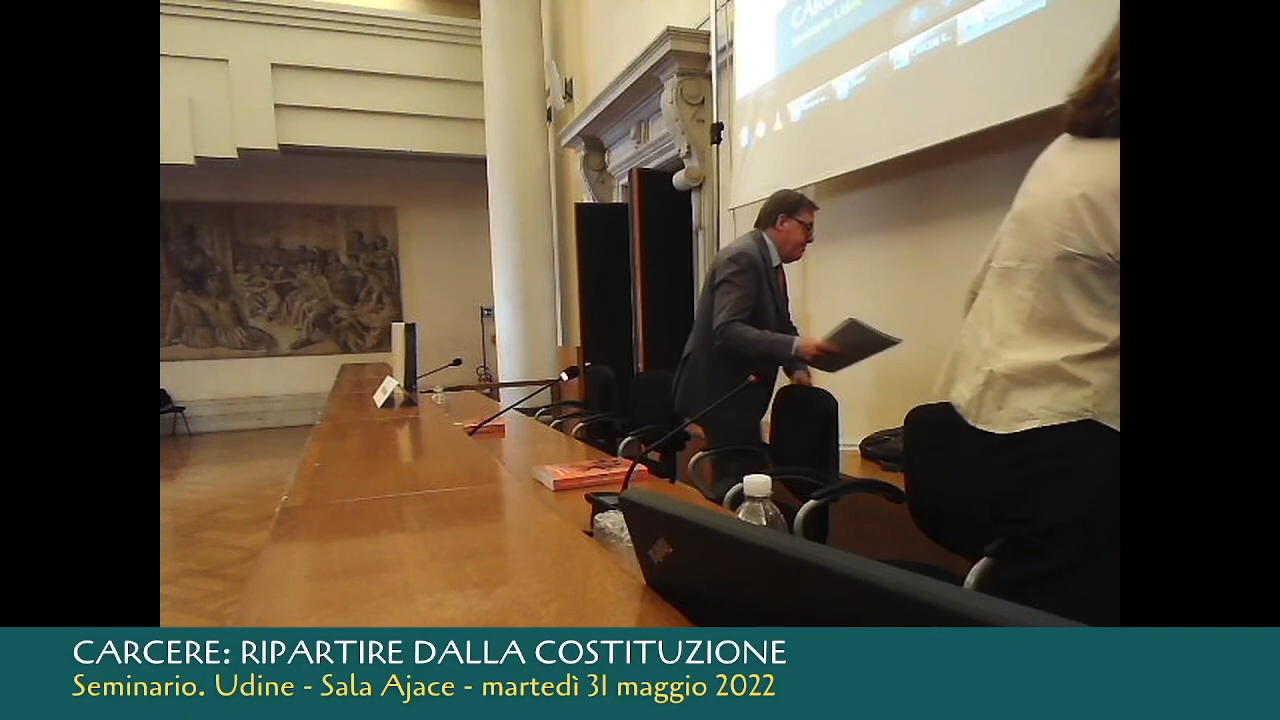 CARCERE: RIPARTIRE DALLA COSTITUZIONE
Seminario. Udine - Sala Ajace - martedì 31 maggio 2022